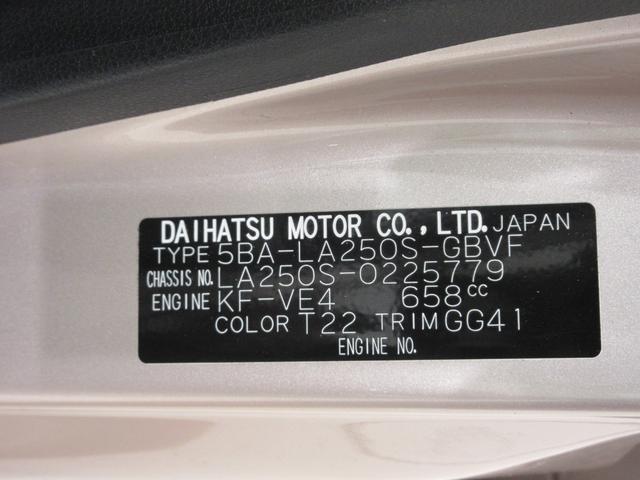 DAIHATSU MOTOR CO.,LTD. JAPAN
TYPE 5BA-LA250S-GBVF
CHASSIS NO. LA250S-0225779
ENGINE KF-VE4 658cc
COLOR T22 TRIM GG41
ENGINE NO.